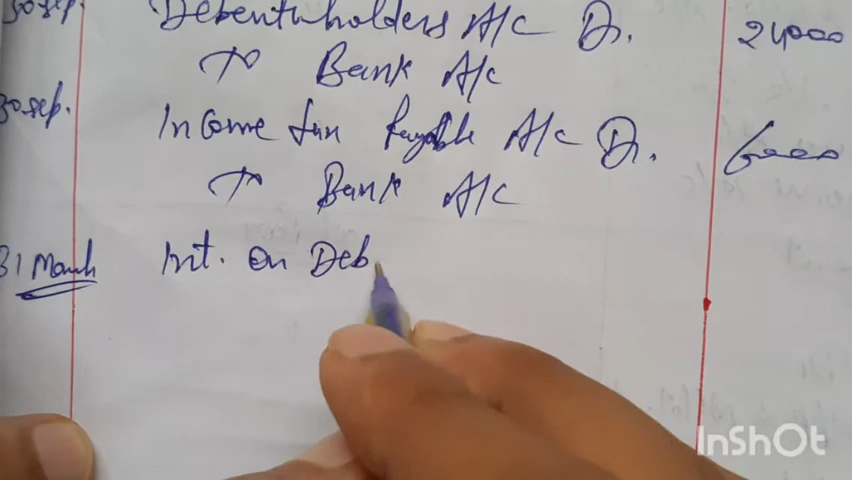 30 sep. Debentureholders A/c Dr. 24000
To Bank A/c
30 sep. Income tax Payable A/c Dr. 6000
To Bank A/c
31 March Int. on Deb
InShOt